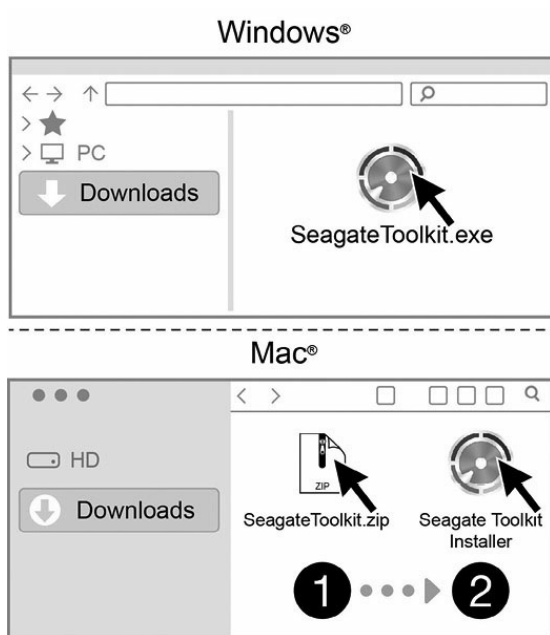 Windows®
PC
Downloads
SeagateToolkit.exe
Mac®
HD
Downloads
ZIP
SeagateToolkit.zip
Seagate Toolkit
Installer
1
2